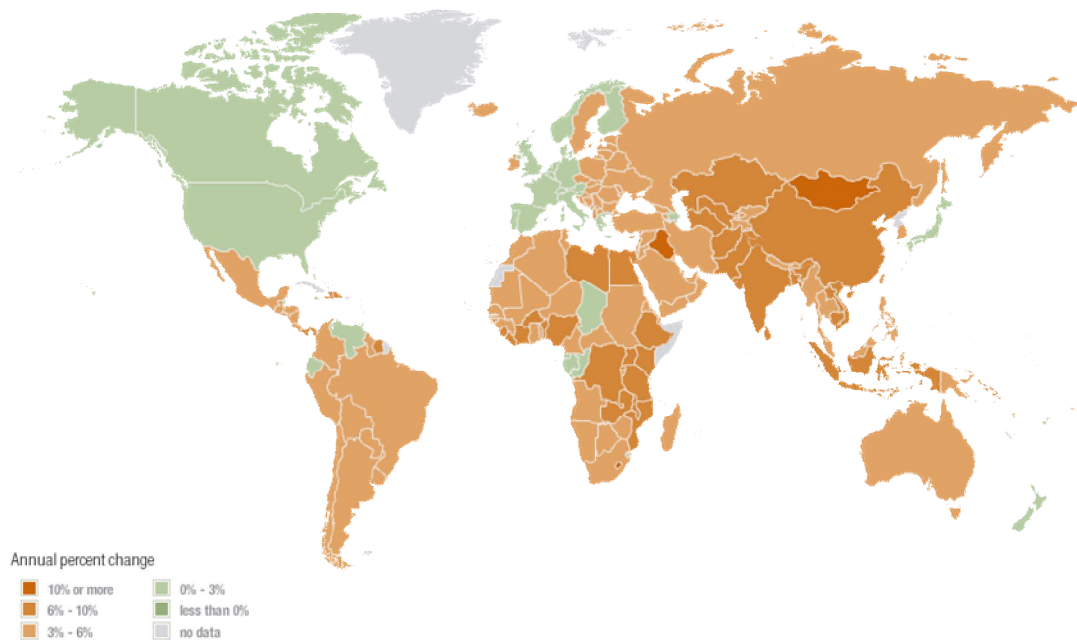 Annual percent change
10% or more
6% - 10%
3% - 6%
0% - 3%
less than 0%
no data